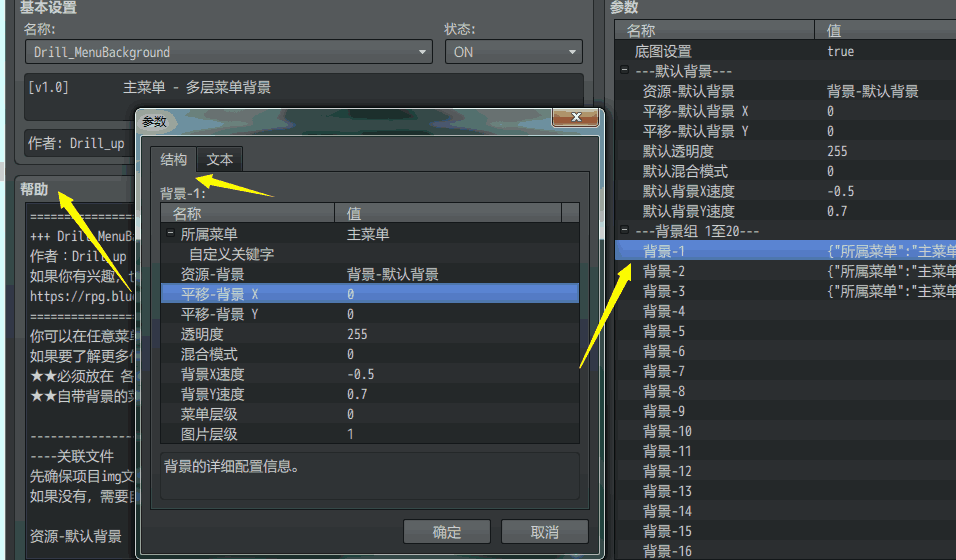 基本设置
名称:
状态:
Drill_MenuBackground
ON
[v1.0] 主菜单 - 多层菜单背景
作者: Drill_up
帮助
================
+++ Drill_MenuB
作者：Drill_up
如果你有兴趣，
https://rpg.blu
================
你可以在任意菜单
如果要了解更多
★★必须放在 各
★★自带背景的
----关联文件
先确保项目img文
如果没有，需要
资源-默认背景
参数
结构
文本
背景-1:
名称 值
所属菜单 主菜单
自定义关键字
资源-背景 背景-默认背景
平移-背景 X 0
平移-背景 Y 0
透明度 255
混合模式 0
背景X速度 -0.5
背景Y速度 0.7
菜单层级 0
图片层级 1
背景的详细配置信息。
确定
取消
参数
名称 值
底图设置 true
---默认背景---
资源-默认背景 背景-默认背景
平移-默认背景 X 0
平移-默认背景 Y 0
默认透明度 255
默认混合模式 0
默认背景X速度 -0.5
默认背景Y速度 0.7
---背景组 1至20---
背景-1 {"所属菜单":"主菜单
背景-2 {"所属菜单":"主菜单
背景-3 {"所属菜单":"主菜单
背景-4
背景-5
背景-6
背景-7
背景-8
背景-9
背景-10
背景-11
背景-12
背景-13
背景-14
背景-15
背景-16